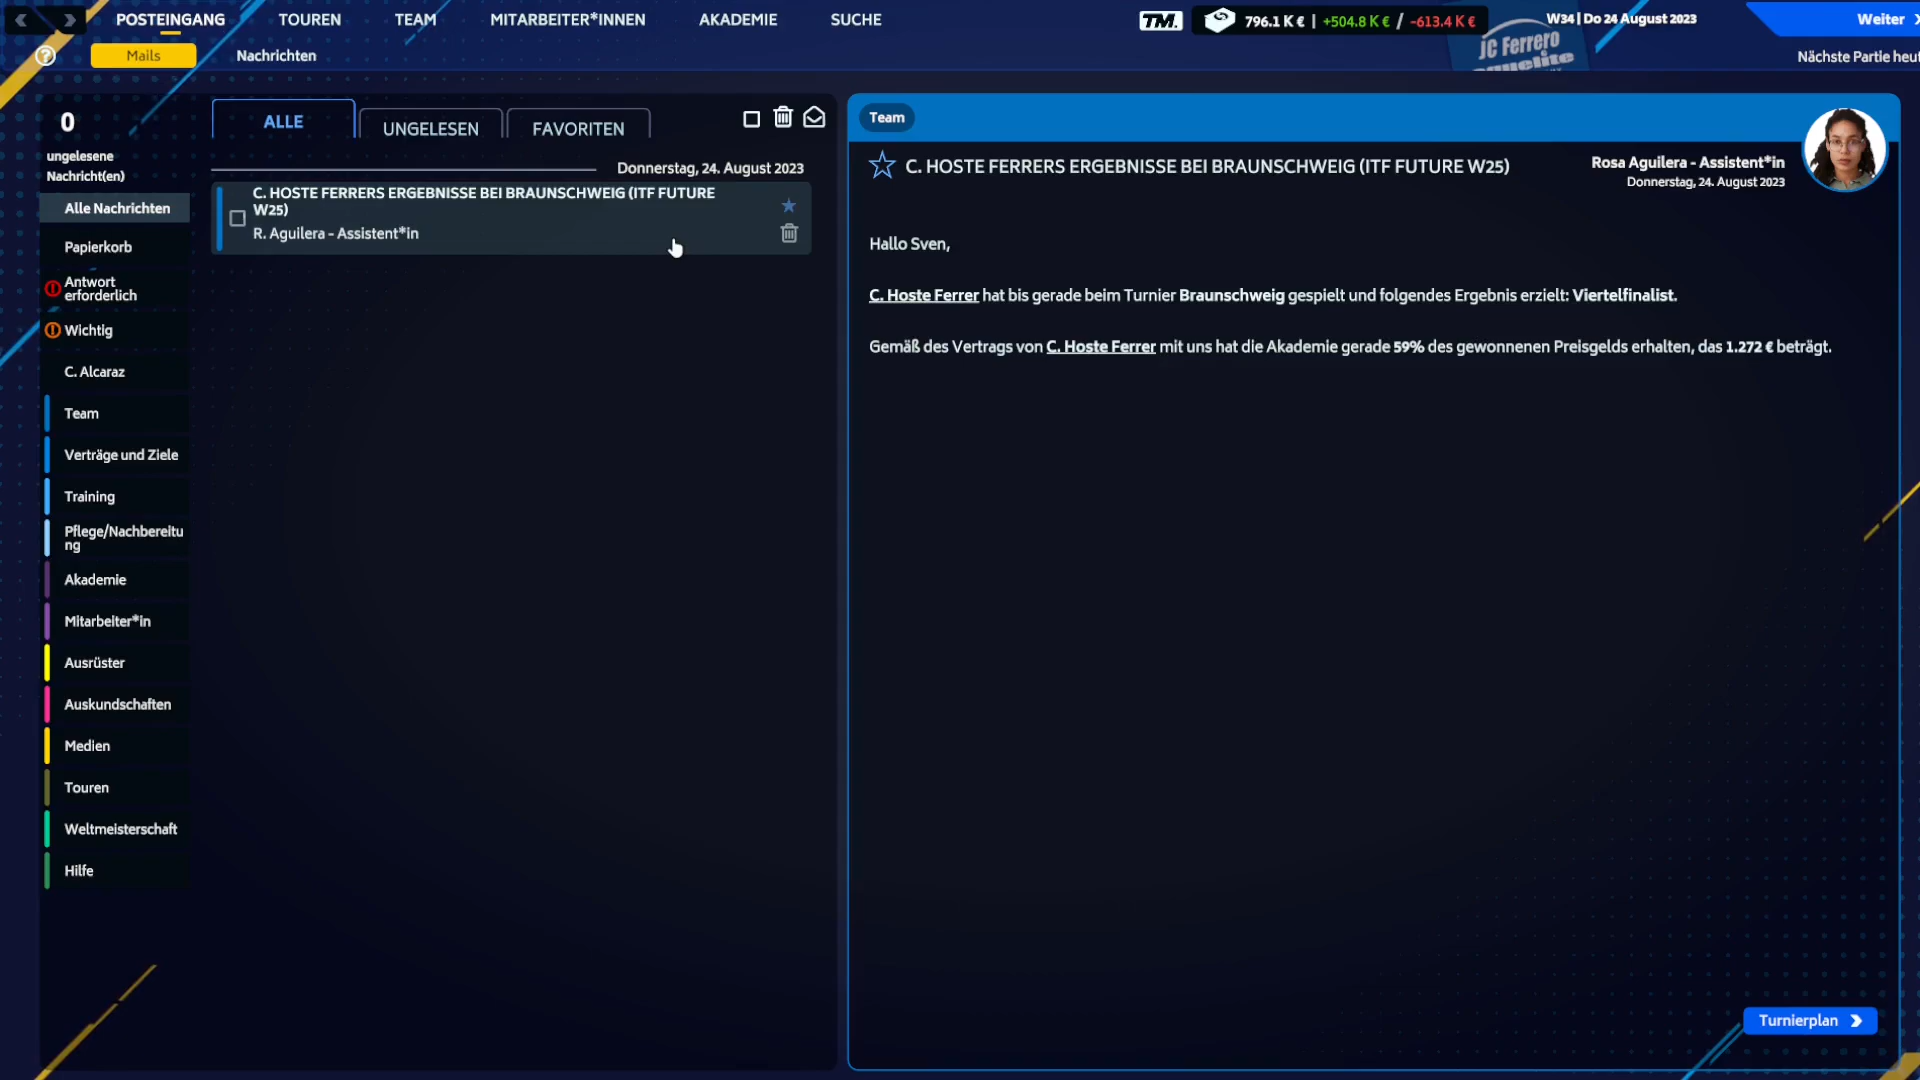 POSTEINGANG TOUREN TEAM MITARBEITER*INNEN AKADEMIE SUCHE
TM. 796.1 K € | +504.8 K € / -613.4 K €
W34 | Do 24 August 2023
Weiter
Mails Nachrichten
JC Ferrero
Nächste Partie heut
0
ungelesene
Nachricht(en)
Alle Nachrichten
Papierkorb
Antwort
erforderlich
Wichtig
C. Alcaraz
Team
Verträge und Ziele
Training
Pflege/Nachbereitu
ng
Akademie
Mitarbeiter*in
Ausrüster
Auskundschaften
Medien
Touren
Weltmeisterschaft
Hilfe
ALLE UNGELESEN FAVORITEN
Donnerstag, 24. August 2023
C. HOSTE FERRERS ERGEBNISSE BEI BRAUNSCHWEIG (ITF FUTURE
W25)
R. Aguilera - Assistent*in
Team
C. HOSTE FERRERS ERGEBNISSE BEI BRAUNSCHWEIG (ITF FUTURE W25)
Rosa Aguilera - Assistent*in
Donnerstag, 24. August 2023
Hallo Sven,
C. Hoste Ferrer hat bis gerade beim Turnier Braunschweig gespielt und folgendes Ergebnis erzielt: Viertelfinalist.
Gemäß des Vertrags von C. Hoste Ferrer mit uns hat die Akademie gerade 59% des gewonnenen Preisgelds erhalten, das 1.272 € beträgt.
Turnierplan